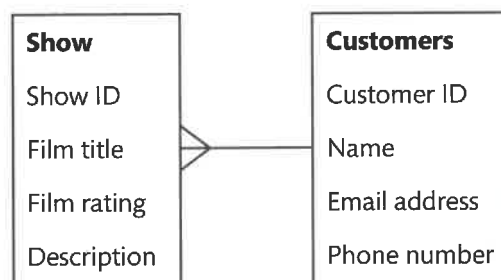 Show
Show ID
Film title
Film rating
Description
Customers
Customer ID
Name
Email address
Phone number